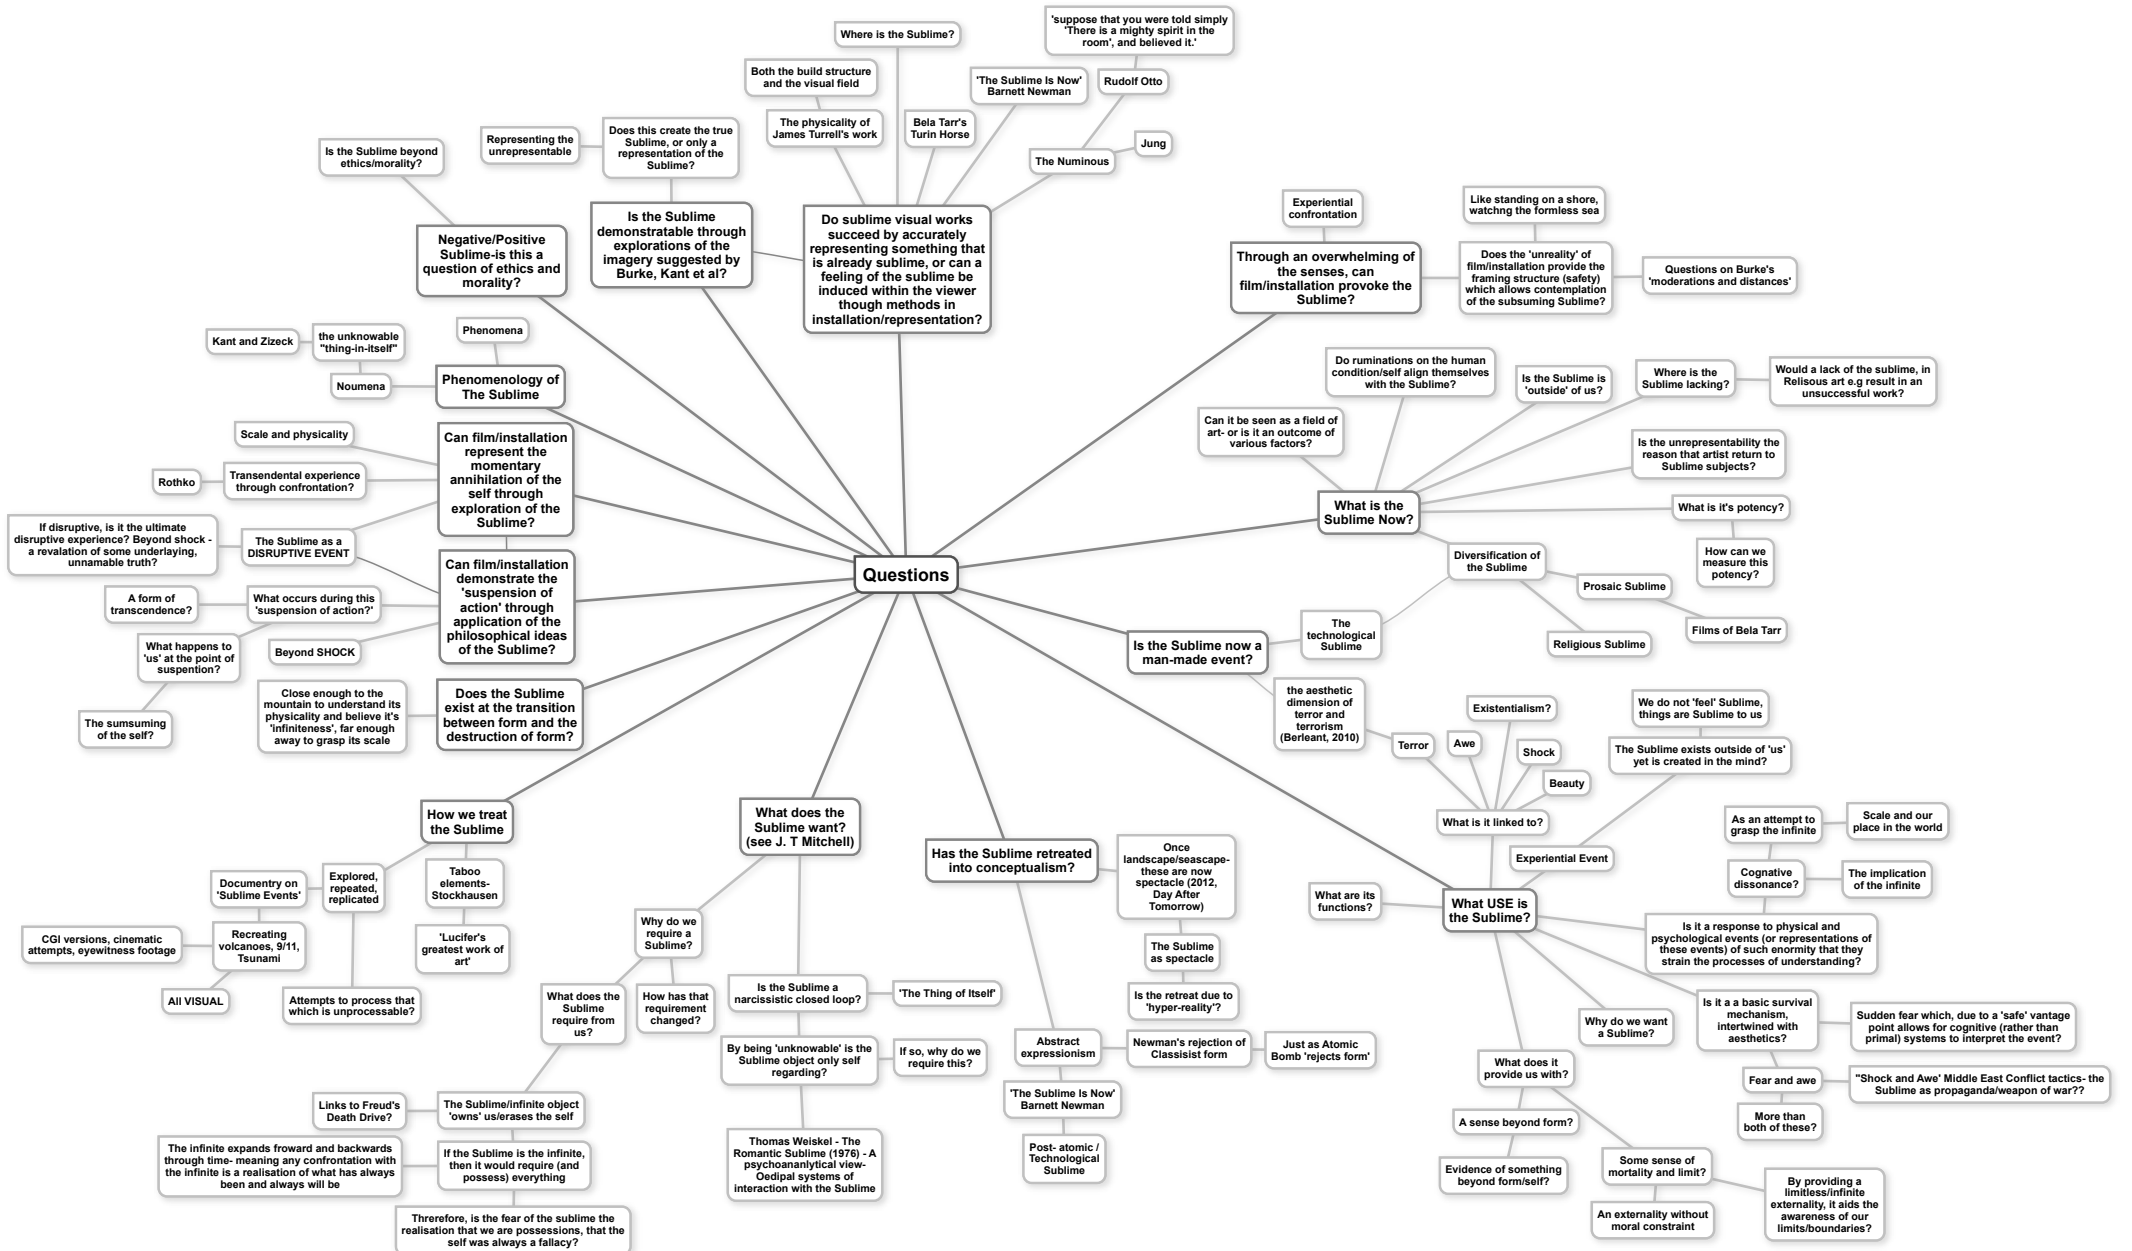 'suppose that you were told simply
'There is a mighty spirit in the
room', and believed it.'
Where is the Sublime?
Both the build structure
and the visual field
'The Sublime Is Now'
Barnett Newman
Rudolf Otto
The physicality of
James Turrell's work
Bela Tarr's
Turin Horse
Jung
The Numinous
Representing the
unrepresentable
Does this create the true
Sublime, or only a
representation of the
Sublime?
Is the Sublime beyond
ethics/morality?
Negative/Positive
Sublime-is this a
question of ethics and
morality?
Is the Sublime
demonstratable through
explorations of the
imagery suggested by
Burke, Kant et al?
Do sublime visual works
succeed by accurately
representing something that
is already sublime, or can a
feeling of the sublime be
induced within the viewer
though methods in
installation/representation?
Experiential
confrontation
Like standing on a shore,
watchng the formless sea
Through an overwhelming of
the senses, can
film/installation provoke the
Sublime?
Does the 'unreality' of
film/installation provide the
framing structure (safety)
which allows contemplation
of the subsuming Sublime?
Questions on Burke's
'moderations and distances'
Kant and Zizeck
the unknowable
"thing-in-itself"
Phenomena
Noumena
Phenomenology of
The Sublime
Scale and physicality
Can film/installation
represent the
momentary
annihilation of the
self through
exploration of the
Sublime?
Rothko
Transendental experience
through confrontation?
If disruptive, is it the ultimate
disruptive experience? Beyond shock -
a revalation of some underlaying,
unnamable truth?
The Sublime as a
DISRUPTIVE EVENT
Can film/installation
demonstrate the
'suspension of
action' through
application of the
philosophical ideas
of the Sublime?
A form of
transcendence?
What occurs during this
'suspension of action?'
What happens to
'us' at the point of
suspention?
Beyond SHOCK
The sumsuming
of the self?
Close enough to the
mountain to understand its
physicality and believe it's
'infiniteness', far enough
away to grasp its scale
Does the Sublime
exist at the transition
between form and the
destruction of form?
Questions
Do ruminations on the human
condition/self align themselves
with the Sublime?
Is the Sublime is
'outside' of us?
Where is the
Sublime lacking?
Would a lack of the sublime, in
Relisous art e.g result in an
unsuccessful work?
Can it be seen as a field of
art- or is it an outcome of
various factors?
Is the unrepresentability the
reason that artist return to
Sublime subjects?
What is the
Sublime Now?
What is it's potency?
How can we
measure this
potency?
Diversification of
the Sublime
Prosaic Sublime
Films of Bela Tarr
Religious Sublime
The
technological
Sublime
Is the Sublime now a
man-made event?
the aesthetic
dimension of
terror and
terrorism
(Berleant, 2010)
Terror
Awe
Existentialism?
Shock
Beauty
We do not 'feel' Sublime,
things are Sublime to us
The Sublime exists outside of 'us'
yet is created in the mind?
What is it linked to?
Experiential Event
As an attempt to
grasp the infinite
Scale and our
place in the world
Cognitive
dissonance?
The implication
of the infinite
What are its
functions?
What USE is
the Sublime?
Is it a response to physical and
psychological events (or representations of
these events) of such enormity that they
strain the processes of understanding?
Is it a a basic survival
mechanism,
intertwined with
aesthetics?
Sudden fear which, due to a 'safe' vantage
point allows for cognitive (rather than
primal) systems to interpret the event?
Why do we want
a Sublime?
Fear and awe
"Shock and Awe' Middle East Conflict tactics- the
Sublime as propaganda/weapon of war??
More than
both of these?
What does it
provide us with?
A sense beyond form?
Evidence of something
beyond form/self?
Some sense of
mortality and limit?
An externality without
moral constraint
By providing a
limitless/infinite
externality, it aids the
awareness of our
limits/boundaries?
How we treat
the Sublime
Documentry on
'Sublime Events'
Explored,
repeated,
replicated
Taboo
elements-
Stockhausen
'Lucifer's
greatest work of
art'
CGI versions, cinematic
attempts, eyewitness footage
Recreating
volcanoes, 9/11,
Tsunami
All VISUAL
Attempts to process that
which is unprocessable?
What does the
Sublime want?
(see J. T Mitchell)
Why do we
require a
Sublime?
What does the
Sublime
require from
us?
How has that
requirement
changed?
Is the Sublime a
narcissistic closed loop?
'The Thing of Itself'
By being 'unknowable' is the
Sublime object only self
regarding?
If so, why do we
require this?
Thomas Weiskel - The
Romantic Sublime (1976) - A
psychoananlytical view-
Oedipal systems of
interaction with the Sublime
Links to Freud's
Death Drive?
The Sublime/infinite object
'owns' us/erases the self
The infinite expands froward and backwards
through time- meaning any confrontation with
the infinite is a realisation of what has always
been and always will be
If the Sublime is the infinite,
then it would require (and
possess) everything
Threrefore, is the fear of the sublime the
realisation that we are possessions, that the
self was always a fallacy?
Has the Sublime retreated
into conceptualism?
Once
landscape/seascape-
these are now
spectacle (2012,
Day After
Tomorrow)
The Sublime
as spectacle
Is the retreat due to
'hyper-reality'?
Abstract
expressionism
Newman's rejection of
Classisist form
Just as Atomic
Bomb 'rejects form'
'The Sublime Is Now'
Barnett Newman
Post- atomic /
Technological
Sublime